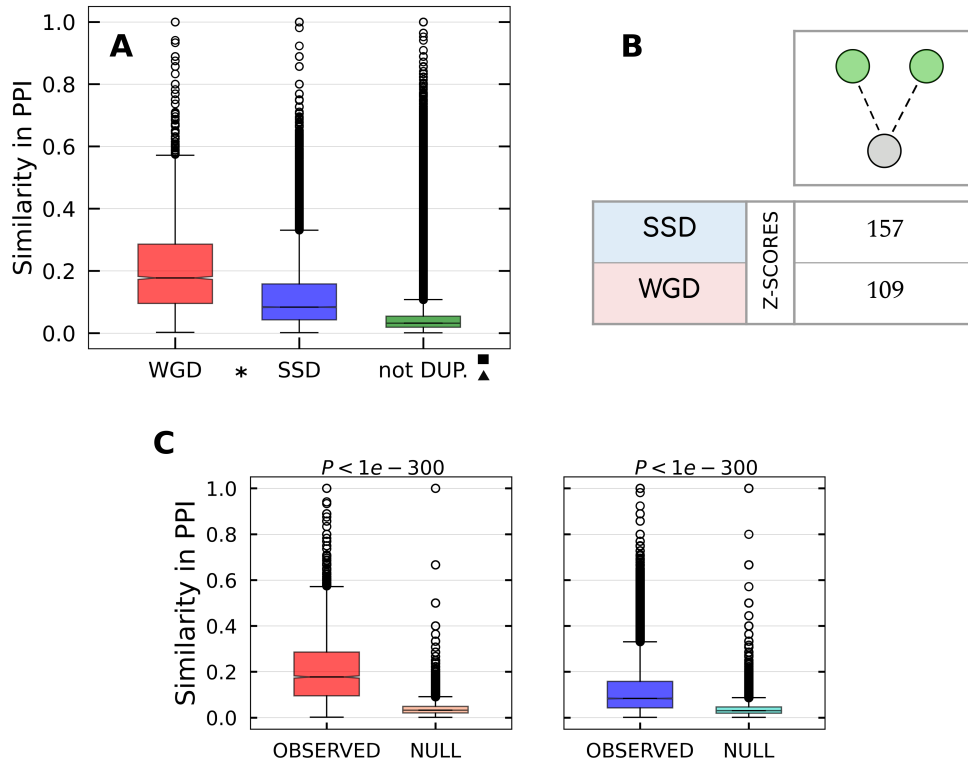 A
Similarity in PPI
1.0
0.8
0.6
0.4
0.2
0.0
WGD * SSD not DUP. ■
▲
B
SSD
WGD
Z-SCORES
157
109
C
P < 1e − 300
Similarity in PPI
1.0
0.8
0.6
0.4
0.2
0.0
OBSERVED NULL
P < 1e − 300
OBSERVED NULL